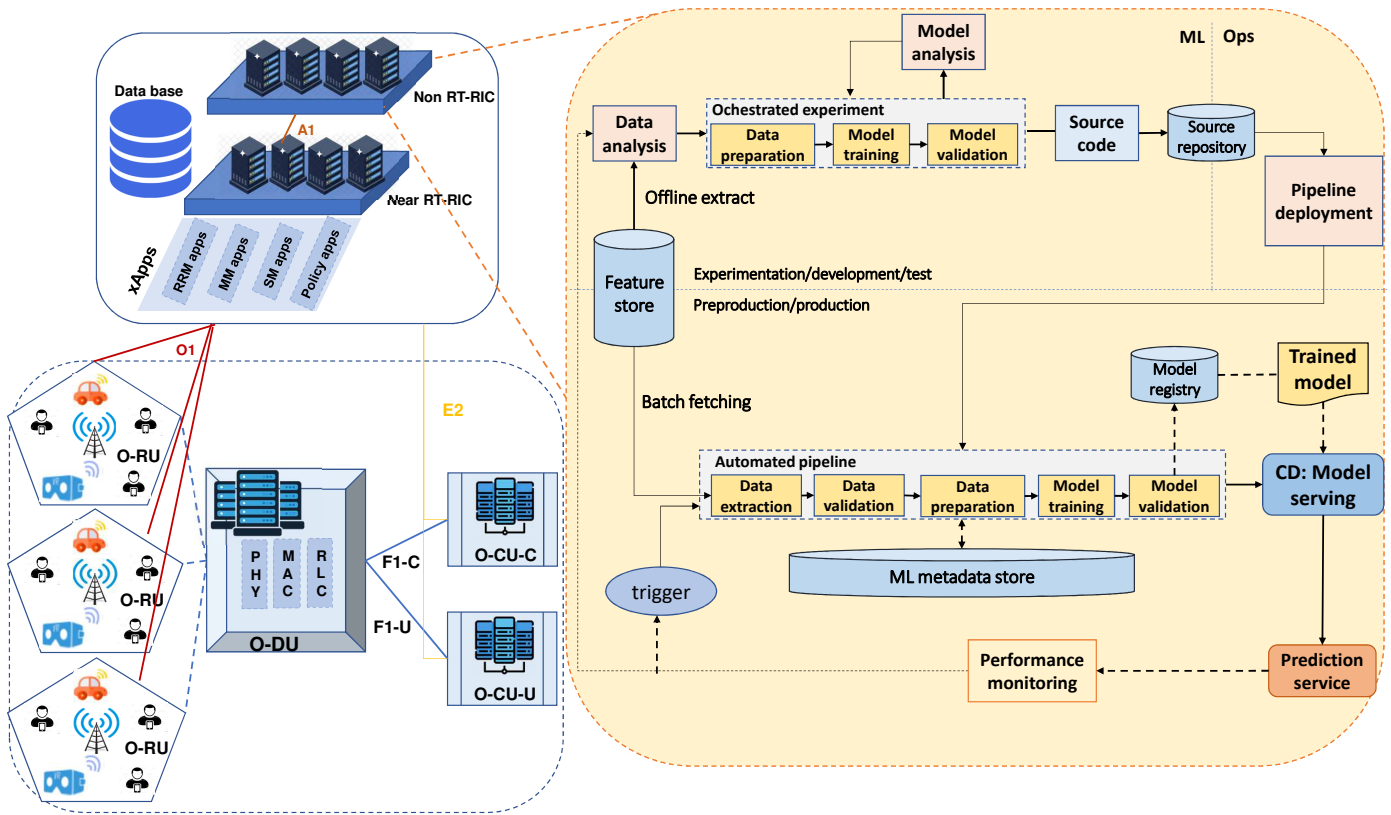 Data base
Non RT-RIC
A1
Near RT-RIC
xApps
RRM apps
MM apps
SM apps
Policy apps
O1
E2
O-RU
O-RU
O-RU
P
H
Y
M
A
C
R
L
C
O-DU
F1-C
F1-U
O-CU-C
O-CU-U
ML
Ops
Model
analysis
Data
analysis
Ochestrated experiment
Data
preparation
Model
training
Model
validation
Source
code
Source
repository
Pipeline
deployment
Offline extract
Feature
store
Experimentation/development/test
Preproduction/production
Batch fetching
Model
registry
Trained
model
Automated pipeline
Data
extraction
Data
validation
Data
preparation
Model
training
Model
validation
CD: Model
serving
ML metadata store
trigger
Performance
monitoring
Prediction
service